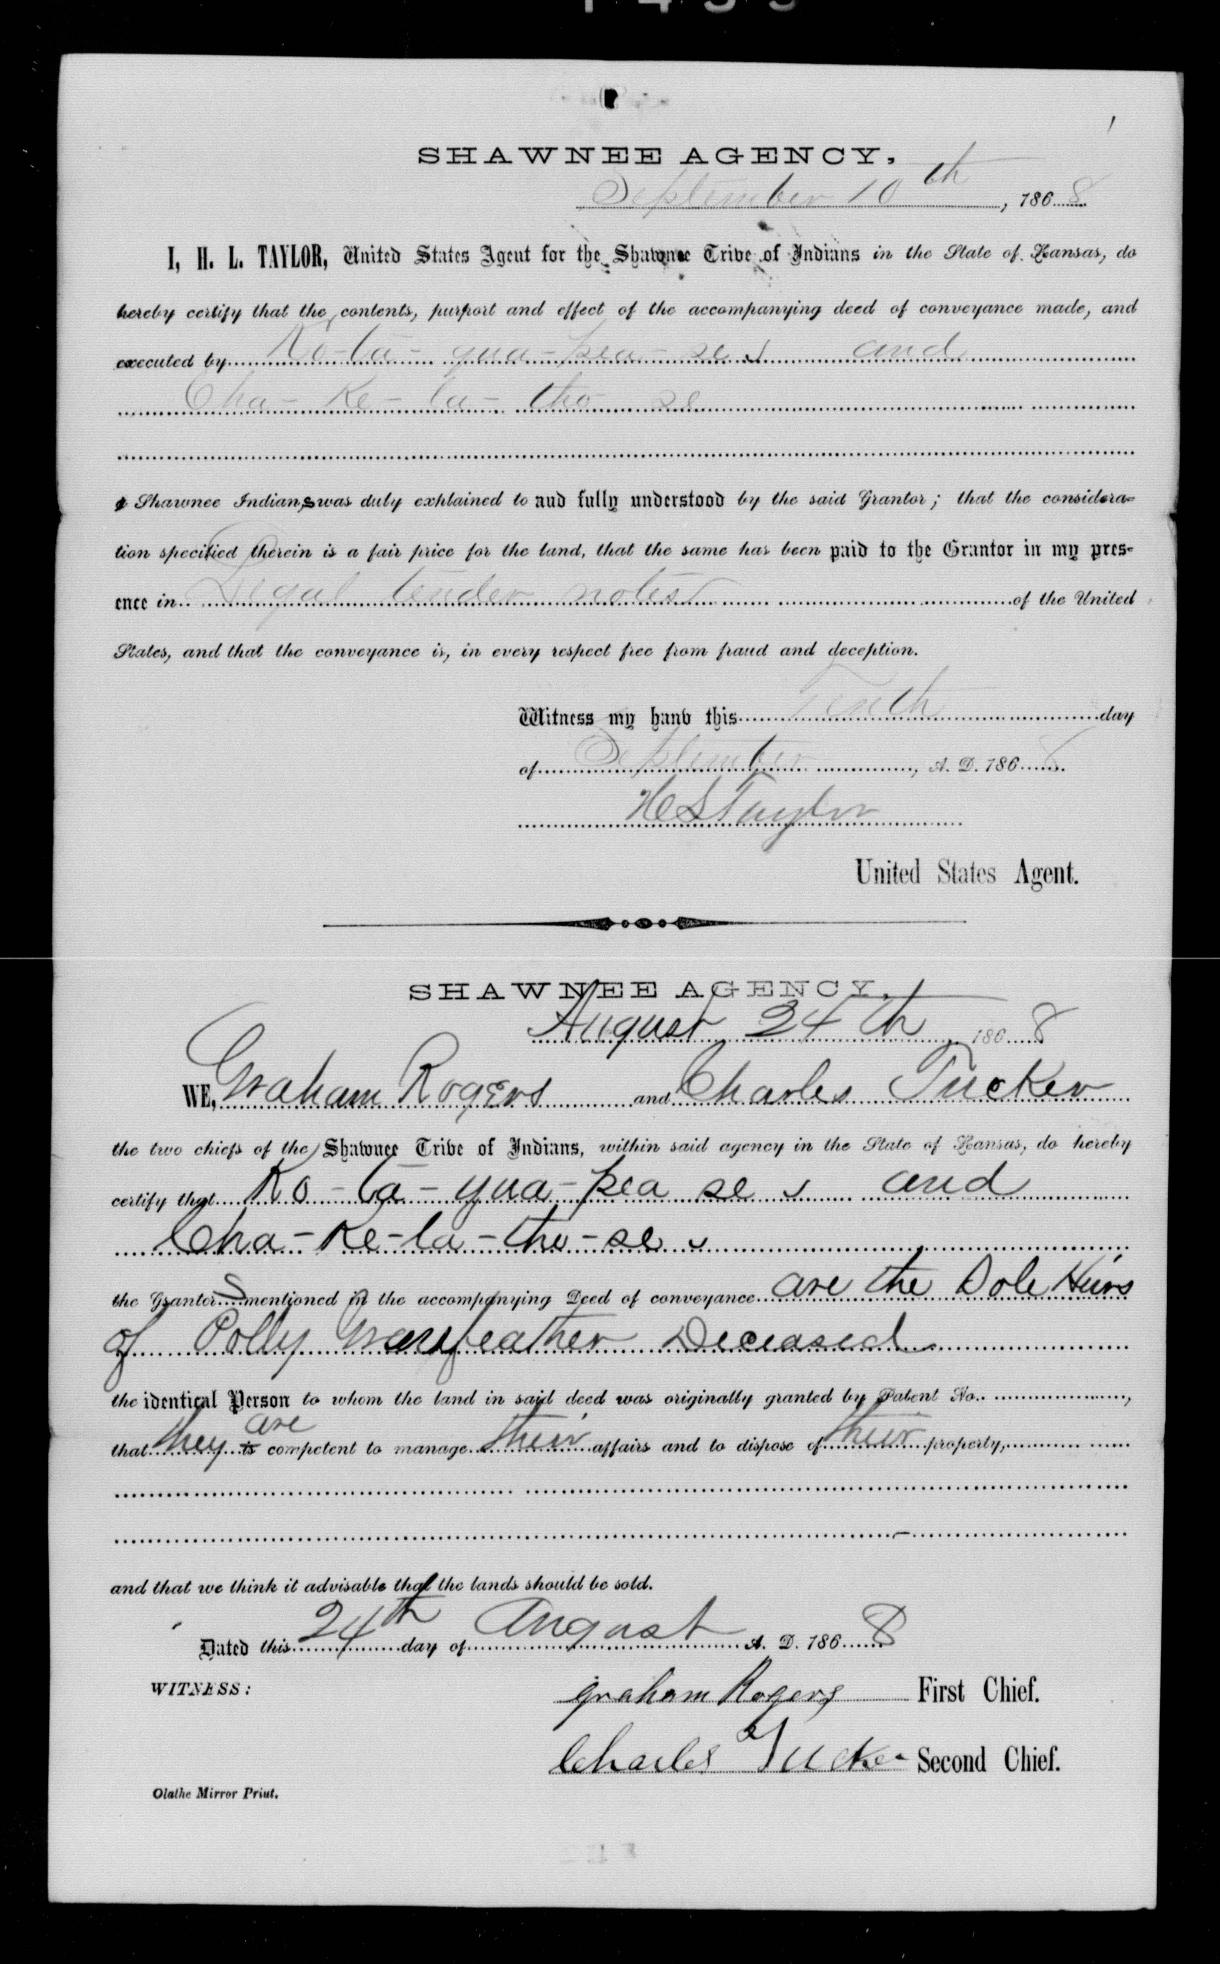 SHAWNEE AGENCY,
September 10th, 1868
I, H. L. TAYLOR, United States Agent for the Shawnee Tribe of Indians in the State of Kansas, do
hereby certify that the contents, purport and effect of the accompanying deed of conveyance made, and
executed by Ko-ta-qua-pea-se, and
Cha-Ke-la-tho-se
Shawnee Indians was duly explained to and fully understood by the said Grantor; that the considera-
tion specified therein is a fair price for the land, that the same has been paid to the Grantor in my pres-
ence in Legal tender notes of the United
States, and that the conveyance is, in every respect free from fraud and deception.
Witness my hand this Tenth day
of September, A. D. 1868
H L Taylor
United States Agent.
SHAWNEE AGENCY,
August 24th 1868
WE, Graham Rogers and Charles Tucker
the two chiefs of the Shawnee Tribe of Indians, within said agency in the State of Kansas, do hereby
certify that Ko-ta-qua-pea se, and
Cha-Ke-la-tho-se,
the Grantors mentioned in the accompanying Deed of conveyance are the Sole Heirs
of Polly Deceased
the identical Person to whom the land in said deed was originally granted by Patent No.,
that they is are competent to manage their affairs and to dispose of their property,
and that we think it advisable that the lands should be sold.
Dated this 24th day of August A. D. 1868
WITNESS:
Graham Rogers First Chief.
Charles Tucker Second Chief.
Olathe Mirror Print.